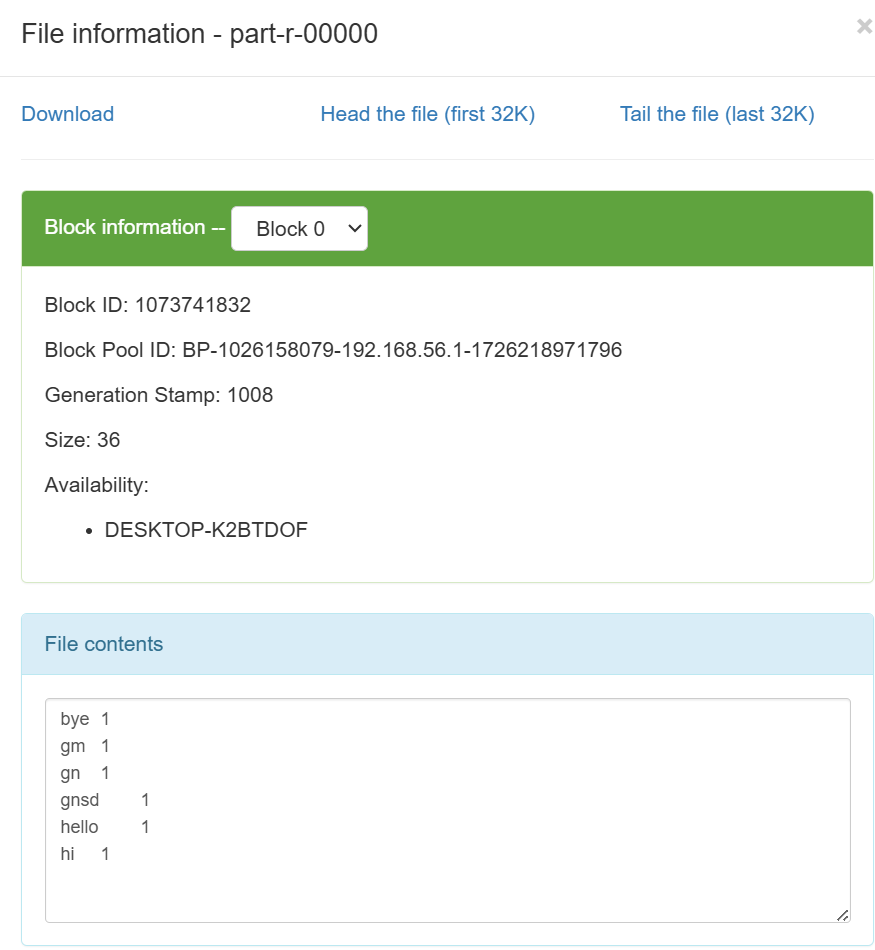 File information - part-r-00000
×
Download Head the file (first 32K) Tail the file (last 32K)
Block information -- Block 0
Block ID: 1073741832
Block Pool ID: BP-1026158079-192.168.56.1-1726218971796
Generation Stamp: 1008
Size: 36
Availability:
• DESKTOP-K2BTDOF
File contents
bye 1
gm 1
gn 1
gnsd 1
hello 1
hi 1